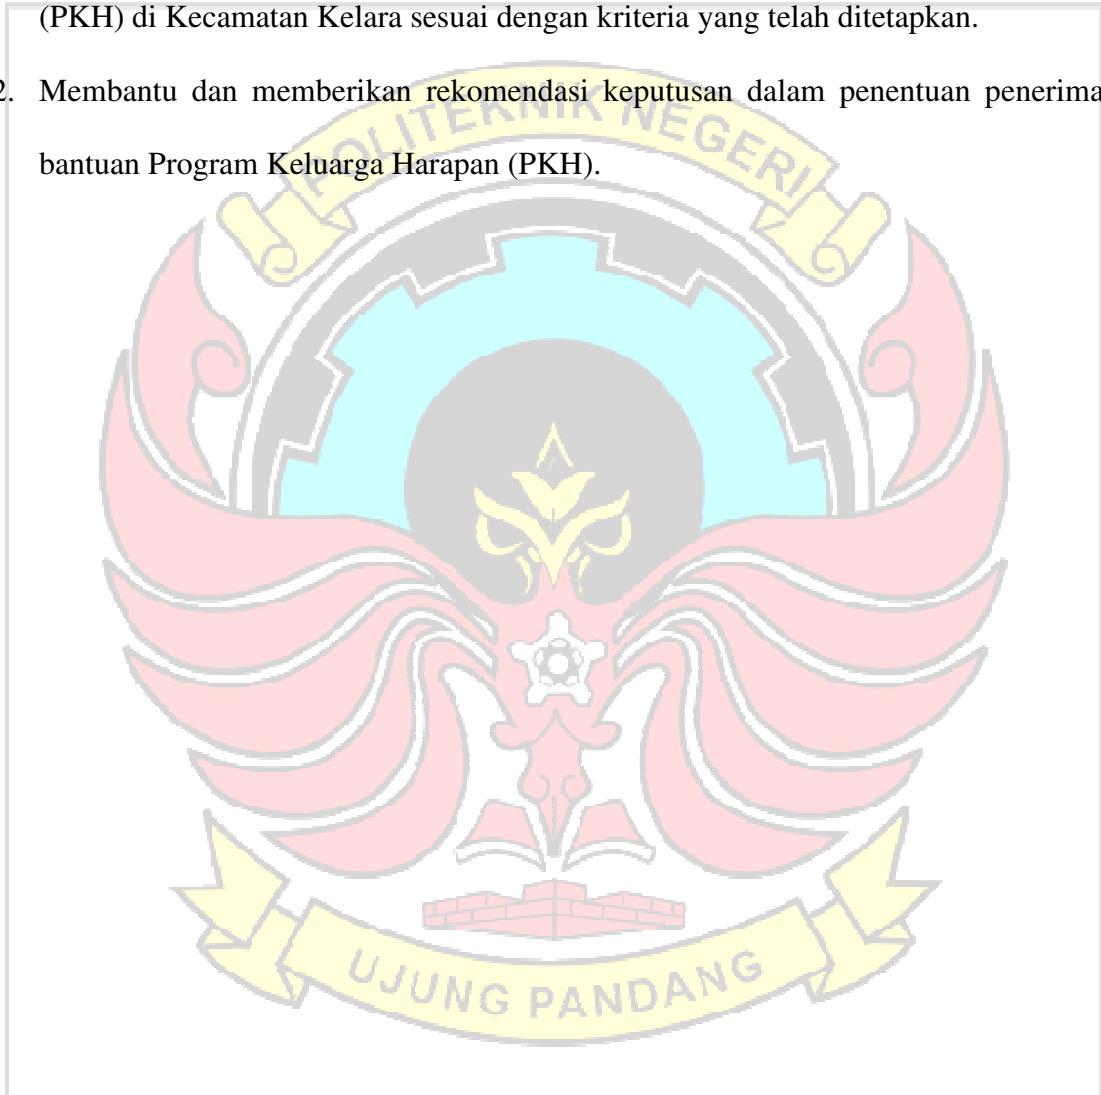 (PKH) di Kecamatan Kelara sesuai dengan kriteria yang telah ditetapkan.
2. Membantu dan memberikan rekomendasi keputusan dalam penentuan penerima
bantuan Program Keluarga Harapan (PKH).
POLITEKNIK NEGERI
UJUNG PANDANG